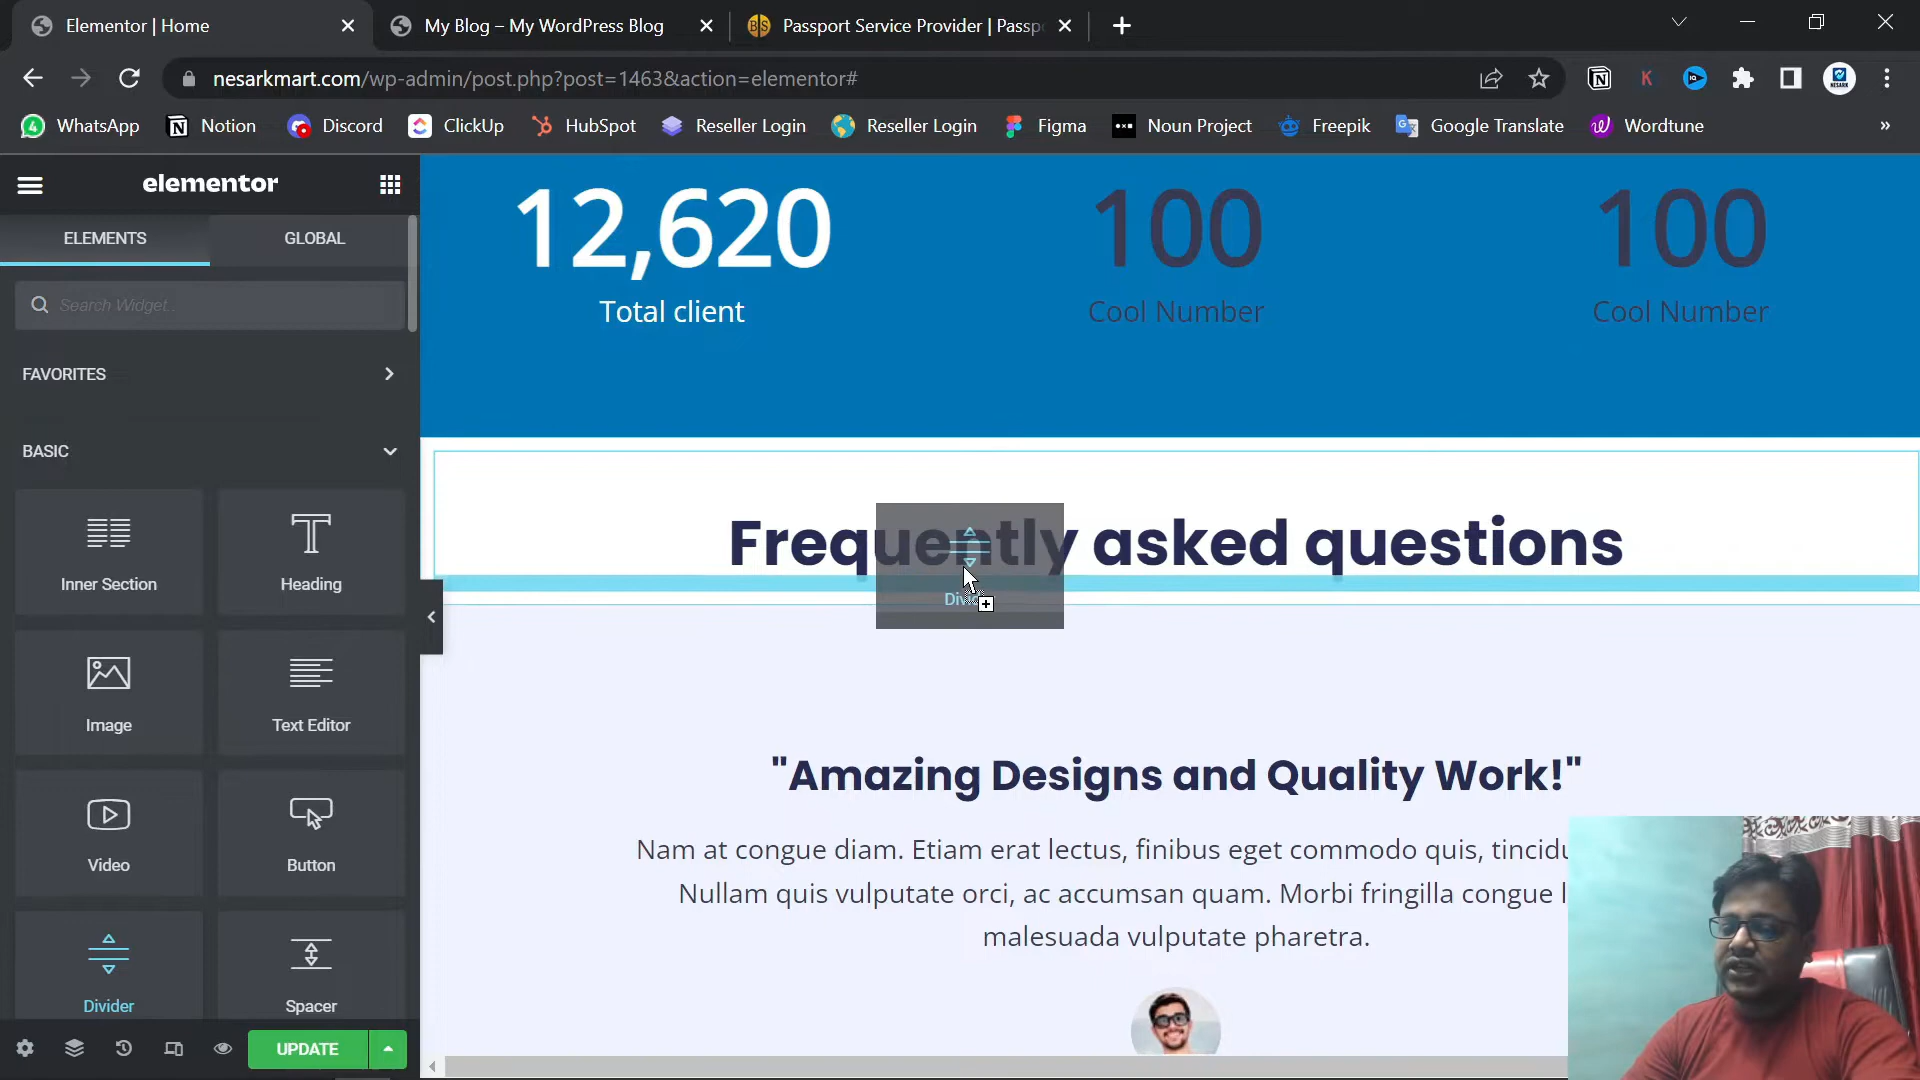 Elementor | Home
My Blog – My WordPress Blog
Passport Service Provider | Passp
nesarkmart.com/wp-admin/post.php?post=1463&action=elementor#
WhatsApp
Notion
Discord
ClickUp
HubSpot
Reseller Login
Reseller Login
Figma
Noun Project
Freepik
Google Translate
Wordtune
»
elementor
ELEMENTS
GLOBAL
Search Widget...
FAVORITES
BASIC
Inner Section
Heading
Image
Text Editor
Video
Button
Divider
Spacer
UPDATE
12,620
100
100
Total client
Cool Number
Cool Number
Frequently asked questions
"Amazing Designs and Quality Work!"
Nam at congue diam. Etiam erat lectus, finibus eget commodo quis, tincidu
Nullam quis vulputate orci, ac accumsan quam. Morbi fringilla congue l
malesuada vulputate pharetra.